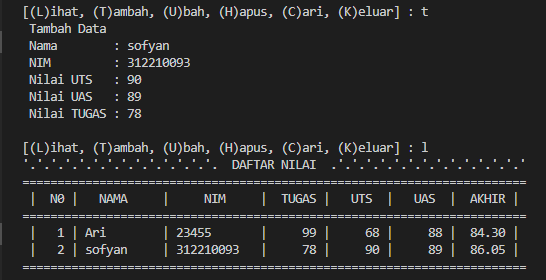 [(L)ihat, (T)ambah, (U)bah, (H)apus, (C)ari, (K)eluar] : t
Tambah Data
Nama : sofyan
NIM : 312210093
Nilai UTS : 90
Nilai UAS : 89
Nilai TUGAS : 78
[(L)ihat, (T)ambah, (U)bah, (H)apus, (C)ari, (K)eluar] : l
'.'.'.'.'.'.'.'.'.'.'.'.'.'. DAFTAR NILAI .'.'.'.'.'.'.'.'.'.'.'.'.'.'
======================================================================
| N0 | NAMA | NIM | TUGAS | UTS | UAS | AKHIR |
======================================================================
| 1 | Ari | 23455 | 99 | 68 | 88 | 84.30 |
| 2 | sofyan | 312210093 | 78 | 90 | 89 | 86.05 |
======================================================================